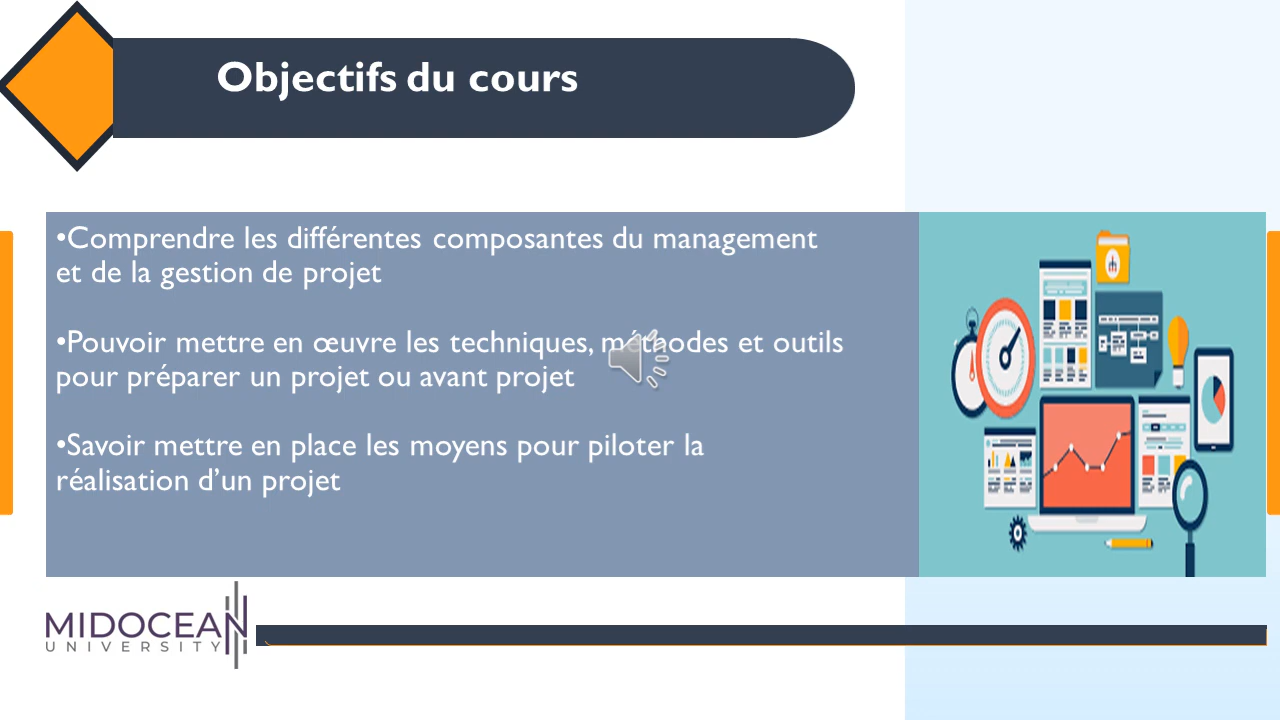 Objectifs du cours
•Comprendre les différentes composantes du management
et de la gestion de projet
•Pouvoir mettre en œuvre les techniques, méthodes et outils
pour préparer un projet ou avant projet
•Savoir mettre en place les moyens pour piloter la
réalisation d’un projet
MIDOCEAN
UNIVERSITY